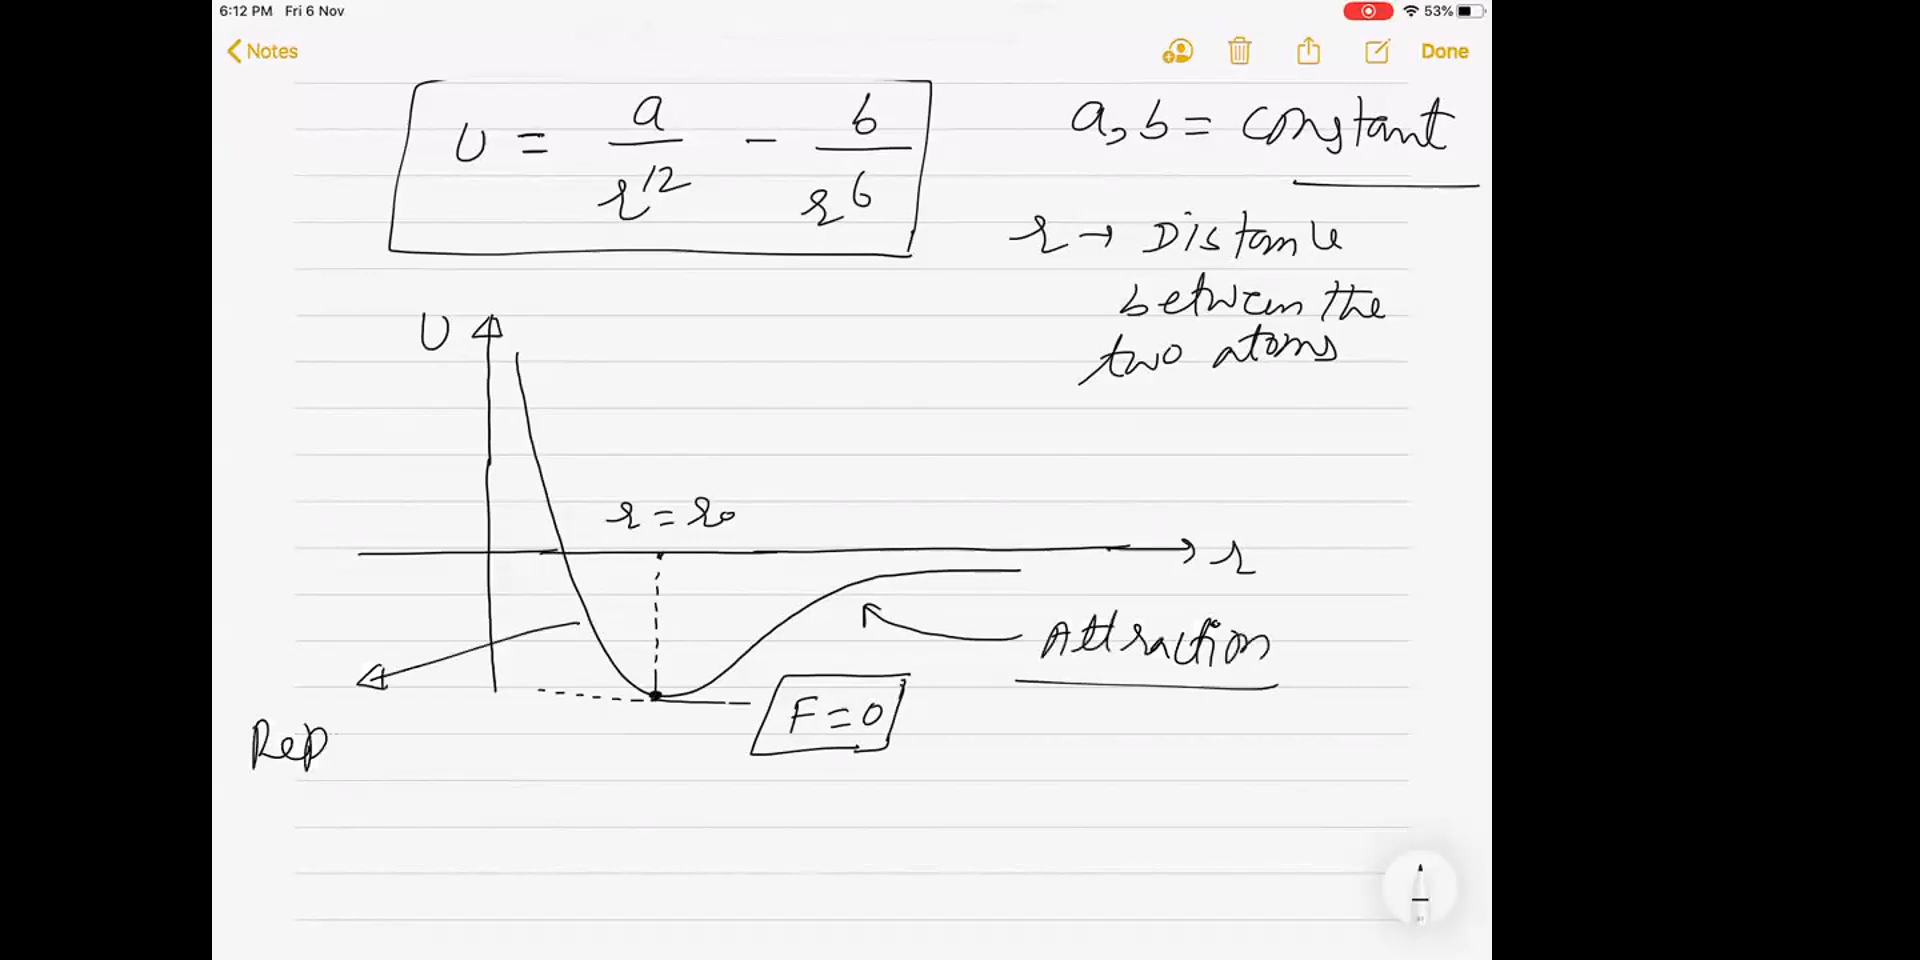 6:12 PM Fri 6 Nov
53%
Notes
Done
U = a/r^12 - b/r^6
a, b = constant
r → Distance
between the
two atoms
U
r = r₀
r
Attraction
F = 0
Rep